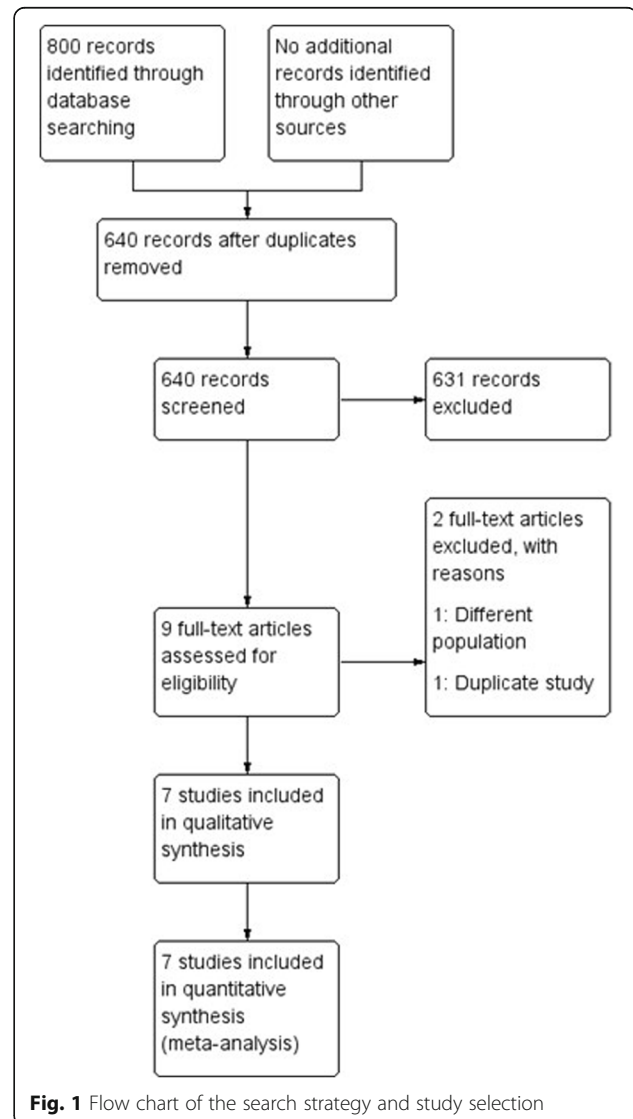 800 records
identified through
database
searching
No additional
records identified
through other
sources
640 records after duplicates
removed
640 records
screened
631 records
excluded
2 full-text articles
excluded, with
reasons
1: Different
population
1: Duplicate study
9 full-text articles
assessed for
eligibility
7 studies included
in qualitative
synthesis
7 studies included
in quantitative
synthesis
(meta-analysis)
Fig. 1 Flow chart of the search strategy and study selection